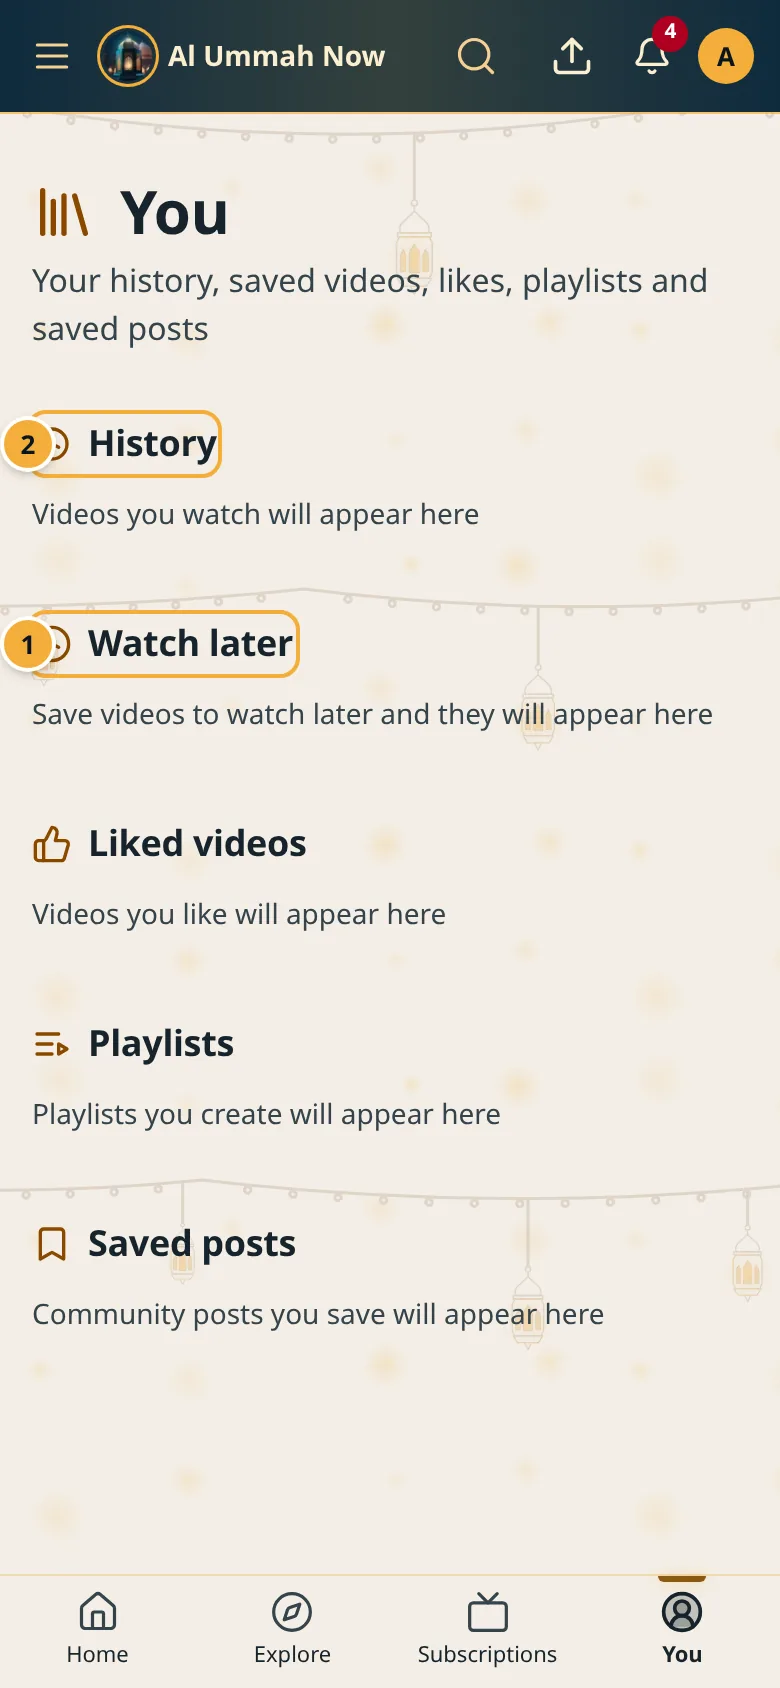 Al Ummah Now
4
A
You
Your history, saved videos, likes, playlists and
saved posts
2
History
Videos you watch will appear here
1
Watch later
Save videos to watch later and they will appear here
Liked videos
Videos you like will appear here
Playlists
Playlists you create will appear here
Saved posts
Community posts you save will appear here
Home
Explore
Subscriptions
You